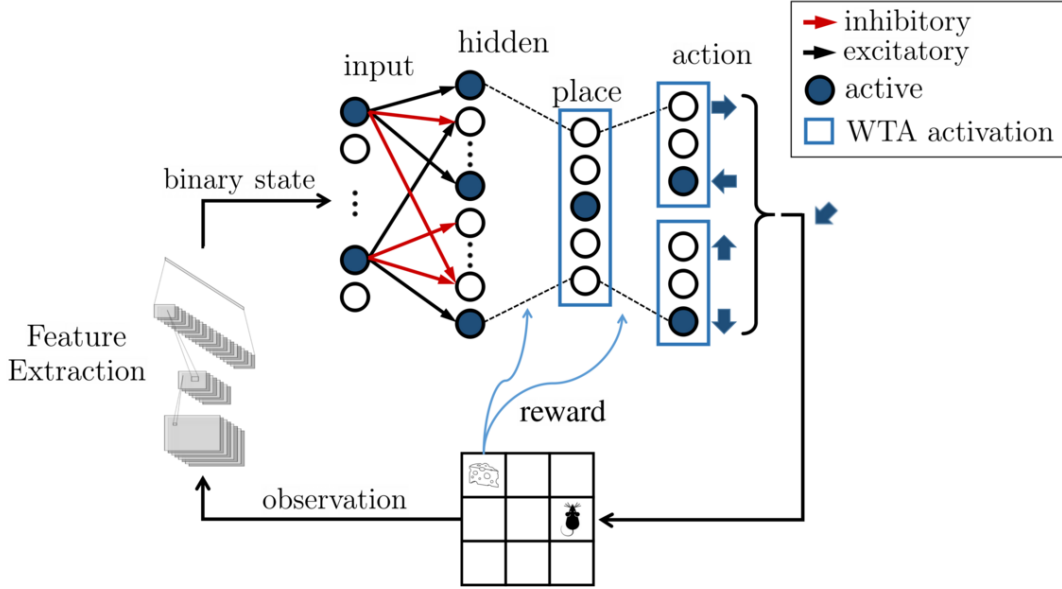 inhibitory
excitatory
active
WTA activation
hidden
input
place
action
binary state
Feature
Extraction
reward
observation